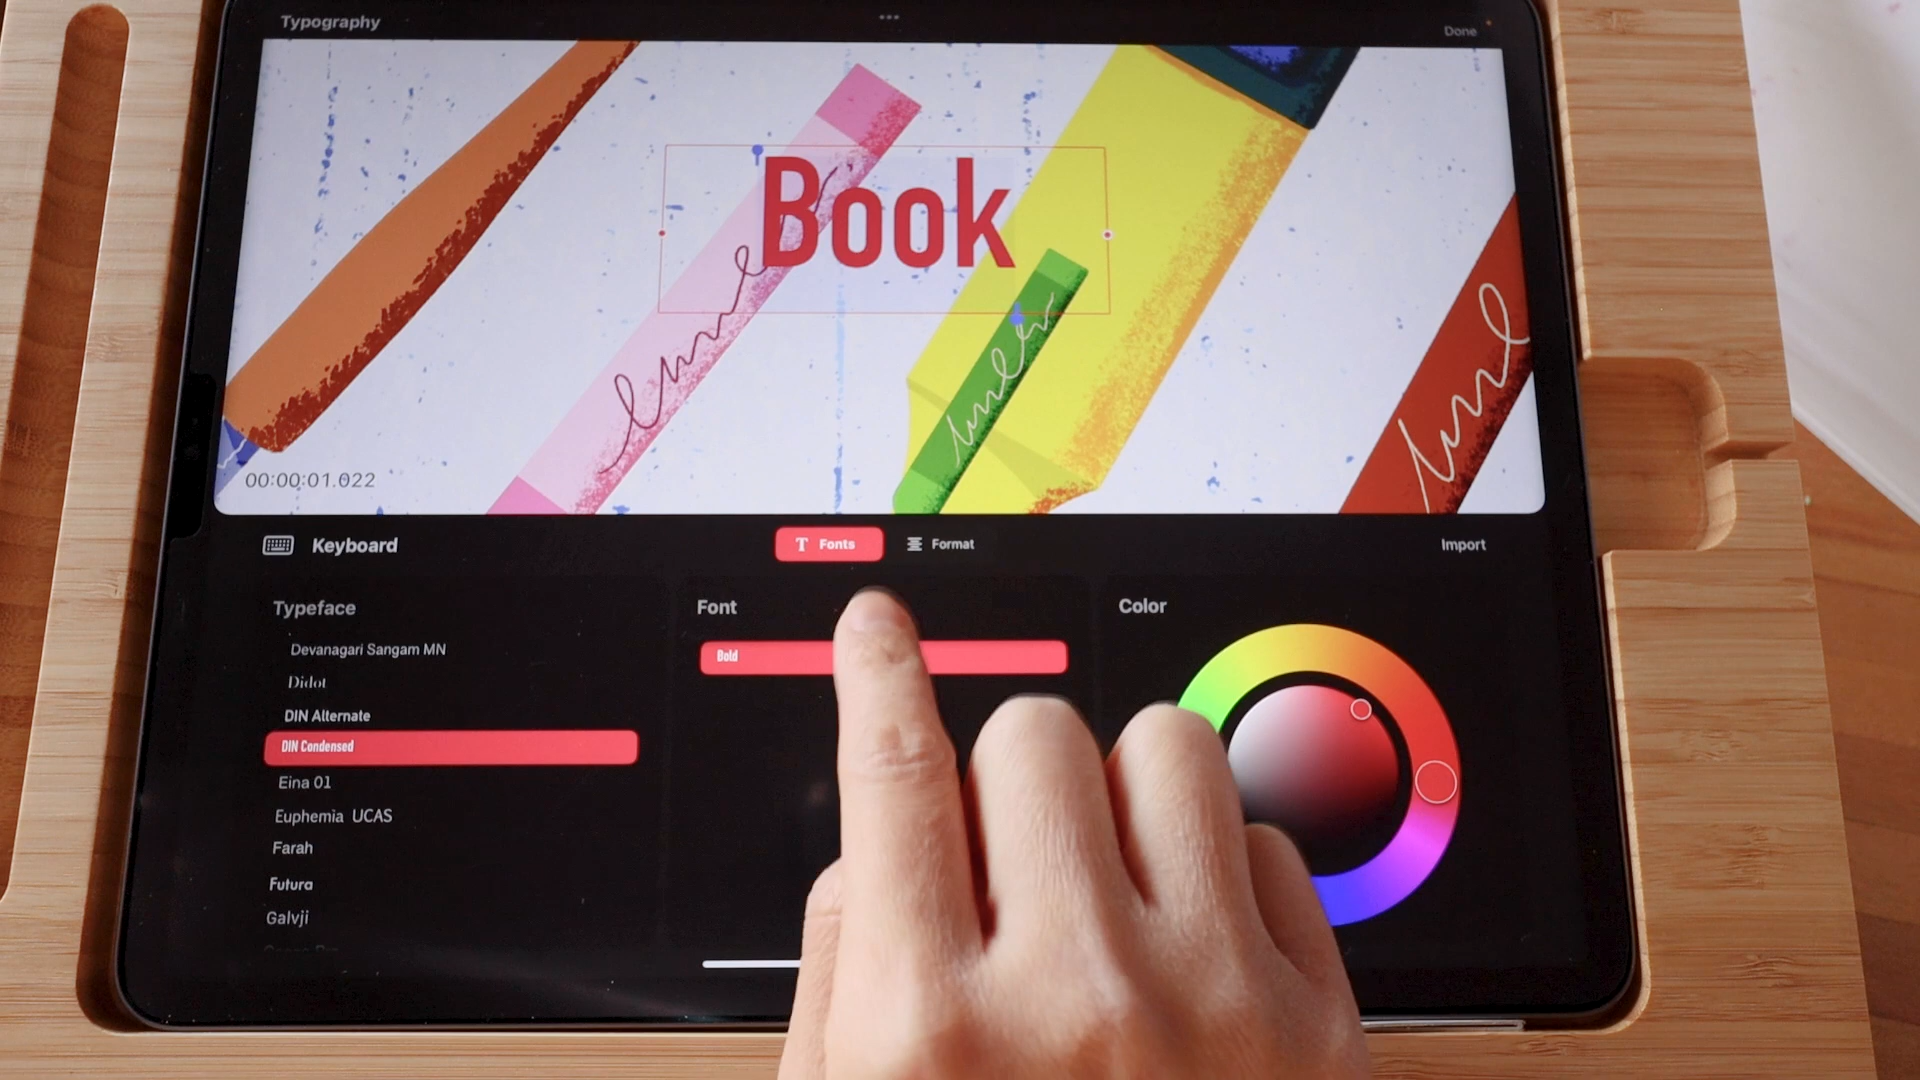 Typography
Done
Book
00:00:01.022
Keyboard
Fonts
Format
Import
Typeface
Font
Color
Devanagari Sangam MN
Bold
Didot
DIN Alternate
DIN Condensed
Eina 01
Euphemia UCAS
Farah
Futura
Galvji